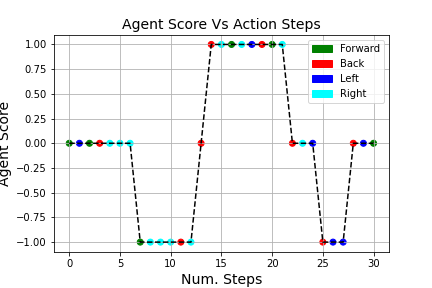 Agent Score Vs Action Steps
Agent Score
1.00
0.75
0.50
0.25
0.00
−0.25
−0.50
−0.75
−1.00
Forward
Back
Left
Right
0 5 10 15 20 25 30
Num. Steps